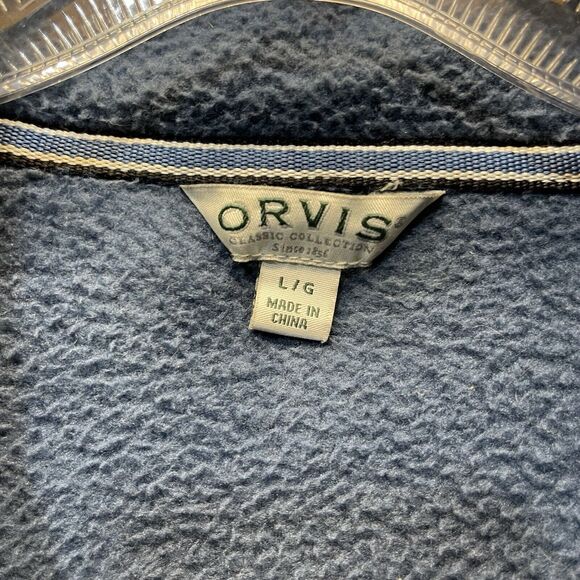 ORVIS®
CLASSIC COLLECTION
Since 1856
L/G
MADE IN
CHINA